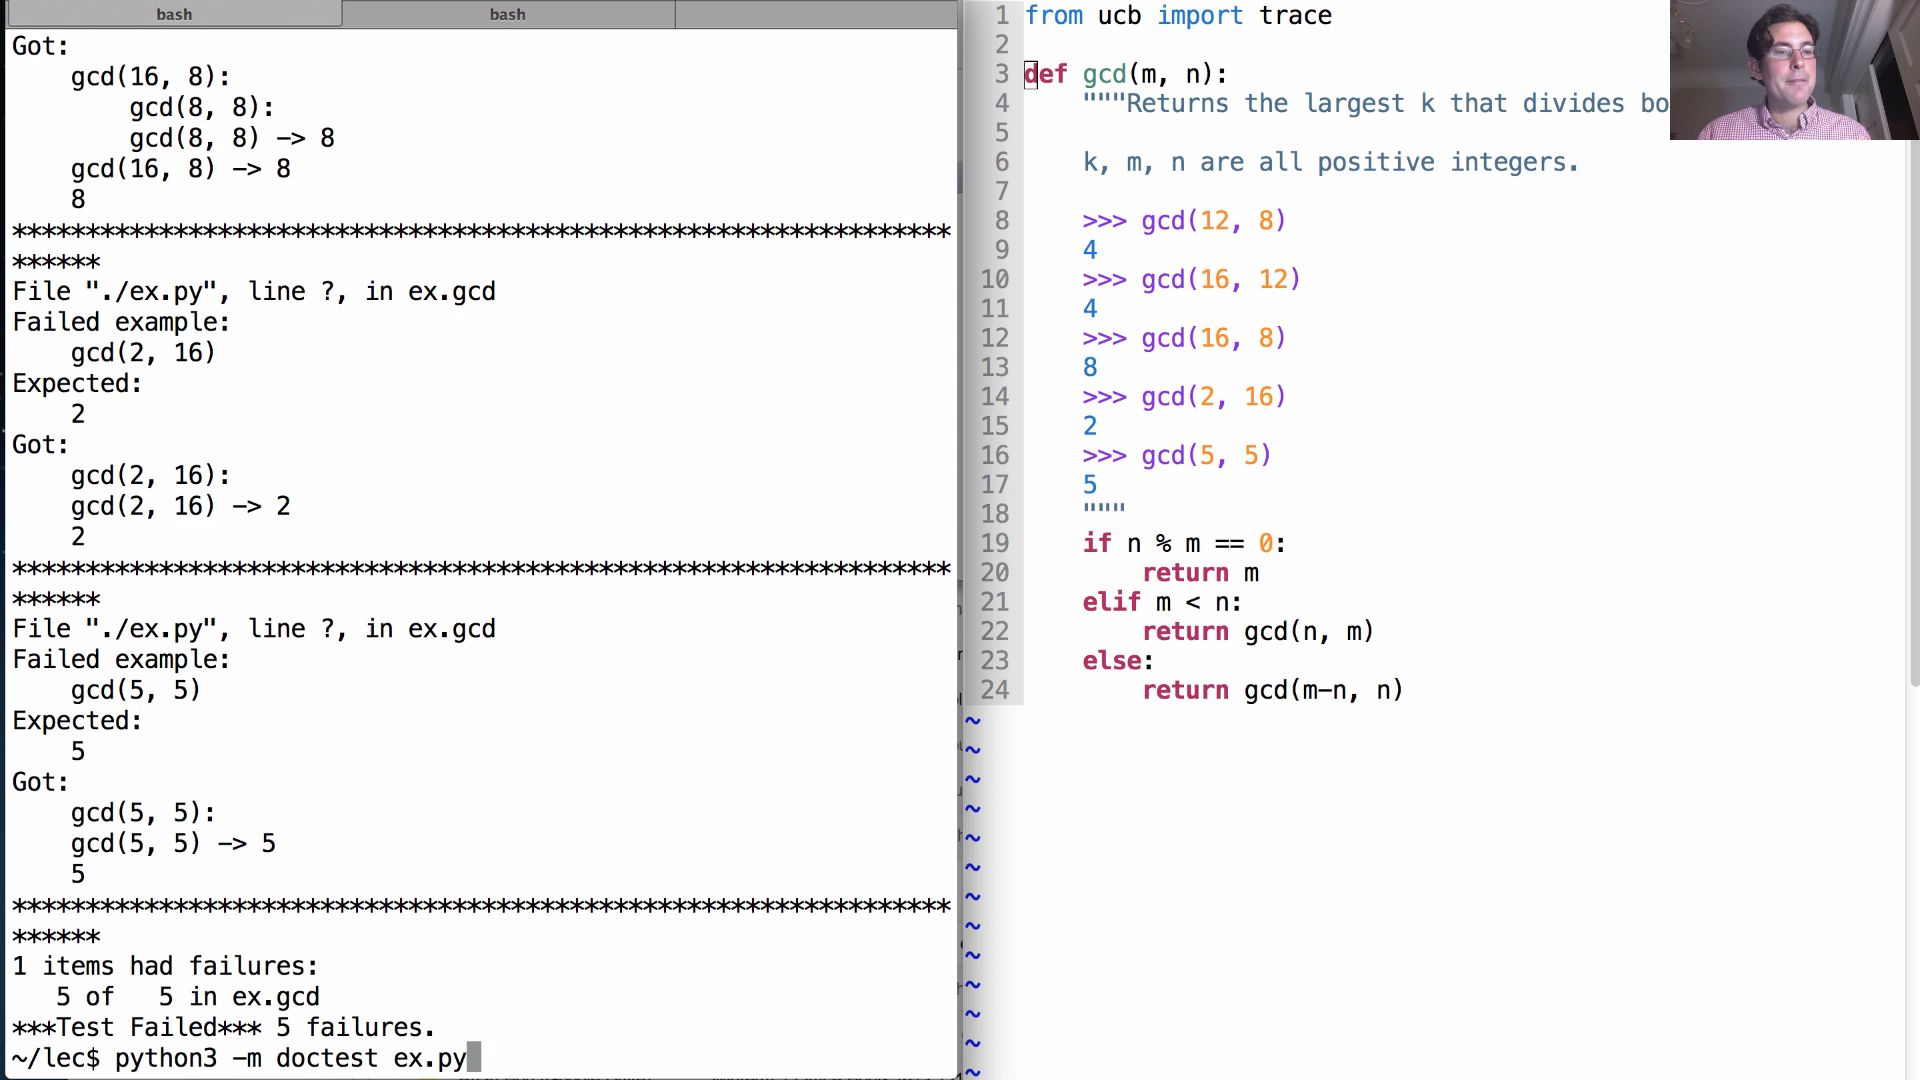 bash
bash
Got:
    gcd(16, 8):
        gcd(8, 8):
        gcd(8, 8) -> 8
    gcd(16, 8) -> 8
    8
****************************************************************
******
File "./ex.py", line ?, in ex.gcd
Failed example:
    gcd(2, 16)
Expected:
    2
Got:
    gcd(2, 16):
    gcd(2, 16) -> 2
    2
****************************************************************
******
File "./ex.py", line ?, in ex.gcd
Failed example:
    gcd(5, 5)
Expected:
    5
Got:
    gcd(5, 5):
    gcd(5, 5) -> 5
    5
****************************************************************
******
1 items had failures:
   5 of   5 in ex.gcd
***Test Failed*** 5 failures.
~/lec$ python3 -m doctest ex.py
1 from ucb import trace
2
3 def gcd(m, n):
4     """Returns the largest k that divides bo
5
6     k, m, n are all positive integers.
7
8     >>> gcd(12, 8)
9     4
10     >>> gcd(16, 12)
11     4
12     >>> gcd(16, 8)
13     8
14     >>> gcd(2, 16)
15     2
16     >>> gcd(5, 5)
17     5
18     """
19     if n % m == 0:
20         return m
21     elif m < n:
22         return gcd(n, m)
23     else:
24         return gcd(m-n, n)
~
~
~
~
~
~
~
~
~
~
~
~
~